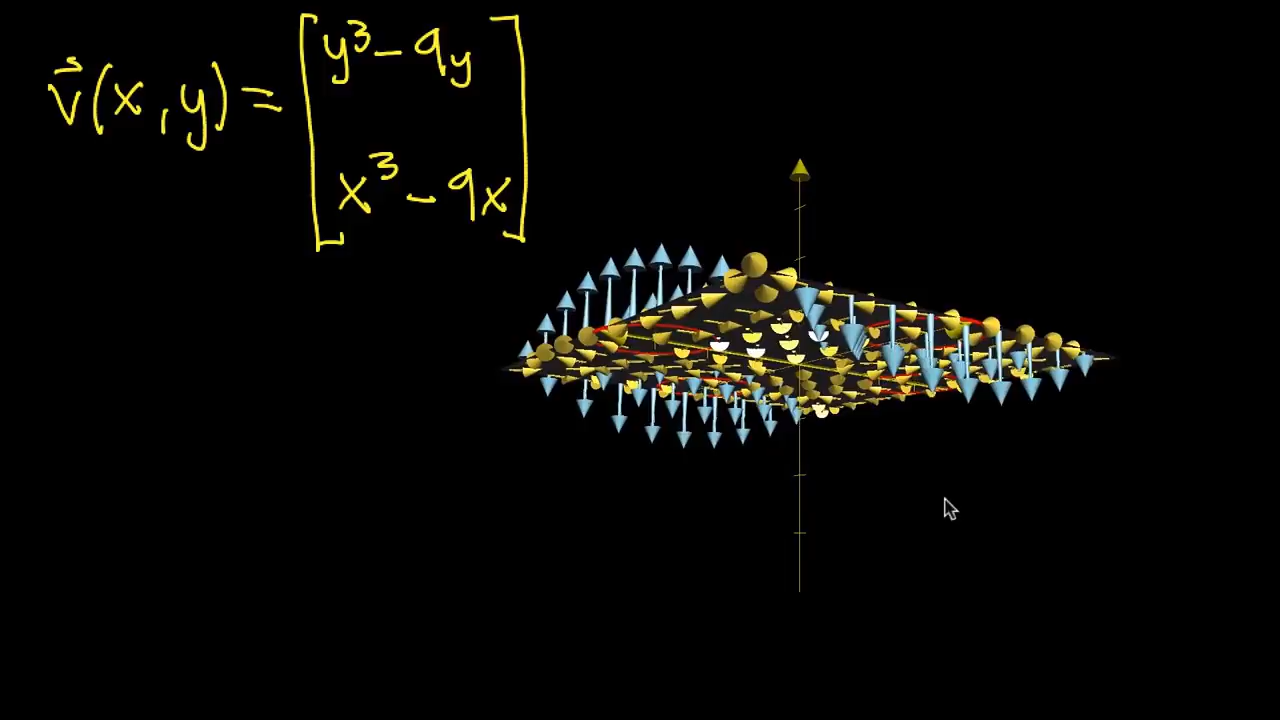 y³ - 9y
v⃗(x, y) =
x³ - 9x